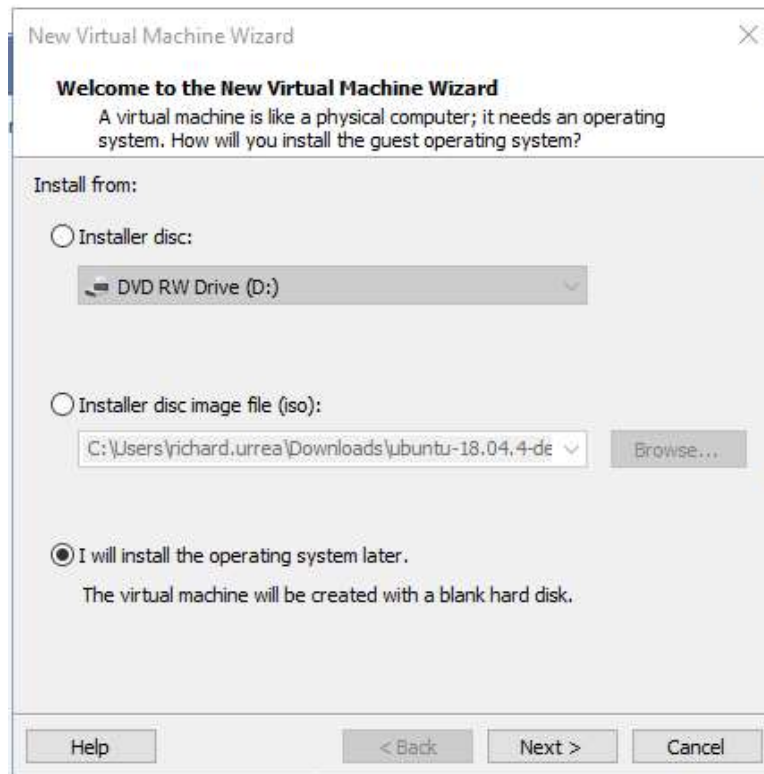 New Virtual Machine Wizard
Welcome to the New Virtual Machine Wizard
A virtual machine is like a physical computer; it needs an operating
system. How will you install the guest operating system?
Install from:
Installer disc:
DVD RW Drive (D:)
Installer disc image file (iso):
C:\Users\richard.urrea\Downloads\ubuntu-18.04.4-de
Browse...
I will install the operating system later.
The virtual machine will be created with a blank hard disk.
Help
< Back
Next >
Cancel